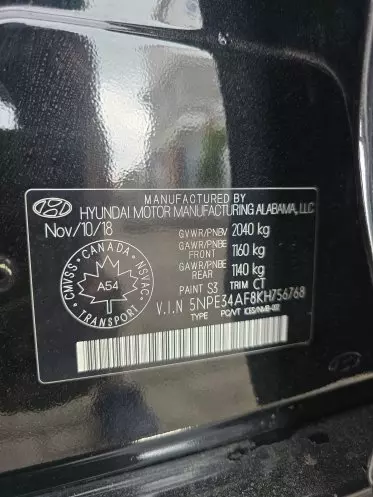 MANUFACTURED BY
HYUNDAI MOTOR MANUFACTURING ALABAMA, LLC
Nov/10/18
GVWR/PNBV 2040 kg
GAWR/PNBE FRONT 1160 kg
GAWR/PNBE REAR 1140 kg
PAINT S3 TRIM CT
V.I.N 5NPE34AF8KH756768
TYPE PC/VT
CANADA
CMVSS
NSVAC
A54
TRANSPORT